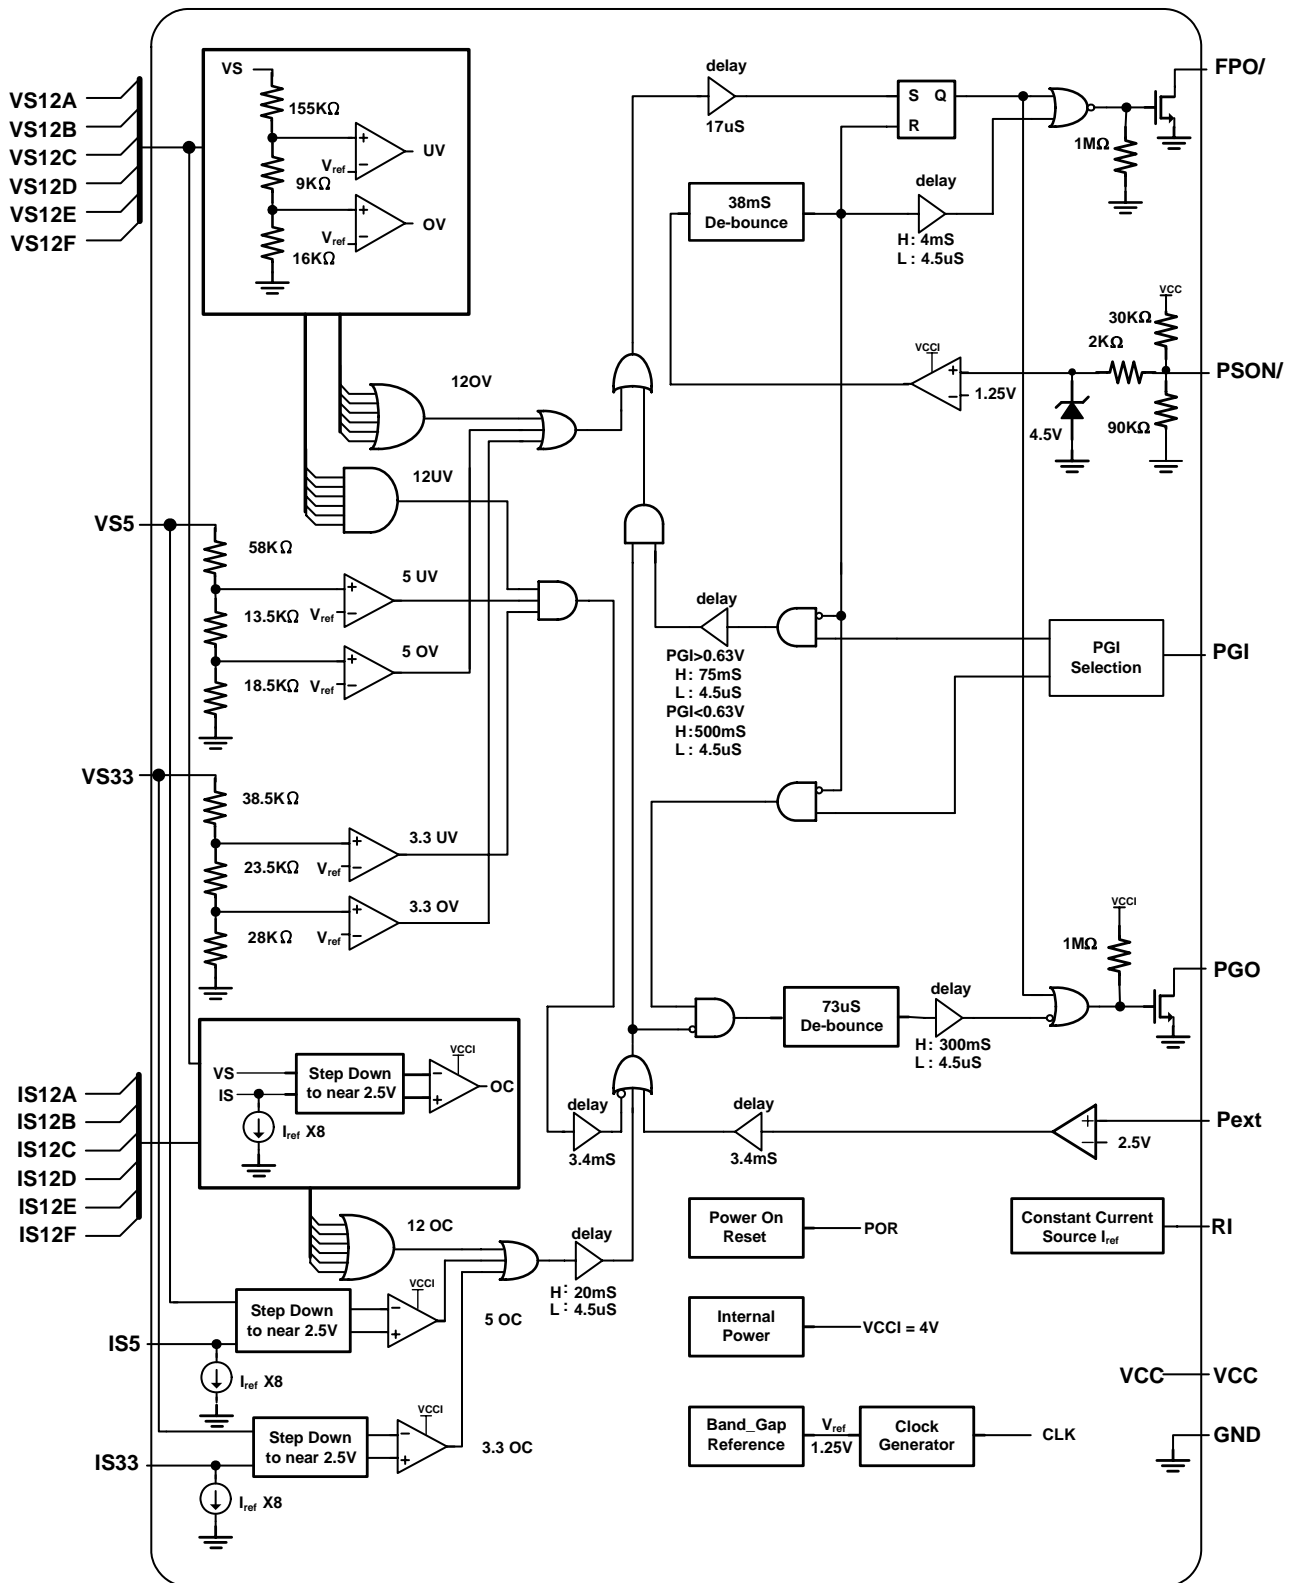 VS12A
VS12B
VS12C
VS12D
VS12E
VS12F
VS
155KΩ
9KΩ
16KΩ
+
Vref
−
UV
+
Vref
−
OV
delay
17uS
S Q
R
1MΩ
FPO/
38mS
De-bounce
delay
H: 4mS
L : 4.5uS
VCC
30KΩ
2KΩ
PSON/
90KΩ
4.5V
VCCI
+
−
1.25V
12OV
12UV
VS5
58KΩ
13.5KΩ
18.5KΩ
+
Vref
−
5 UV
+
Vref
−
5 OV
delay
PGI>0.63V
H: 75mS
L : 4.5uS
PGI<0.63V
H:500mS
L : 4.5uS
PGI
Selection
PGI
VS33
38.5KΩ
23.5KΩ
28KΩ
+
Vref
−
3.3 UV
+
Vref
−
3.3 OV
VCCI
1MΩ
PGO
73uS
De-bounce
delay
H: 300mS
L : 4.5uS
IS12A
IS12B
IS12C
IS12D
IS12E
IS12F
VS
IS
Step Down
to near 2.5V
VCCI
−
+
OC
Iref X8
delay
3.4mS
delay
3.4mS
+
−
2.5V
Pext
12 OC
delay
H: 20mS
L : 4.5uS
Step Down
to near 2.5V
VCCI
−
+
5 OC
IS5
Iref X8
Step Down
to near 2.5V
VCCI
−
+
3.3 OC
IS33
Iref X8
Power On
Reset
POR
Constant Current
Source Iref
RI
Internal
Power
VCCI = 4V
VCC
VCC
Band_Gap
Reference
Vref
1.25V
Clock
Generator
CLK
GND